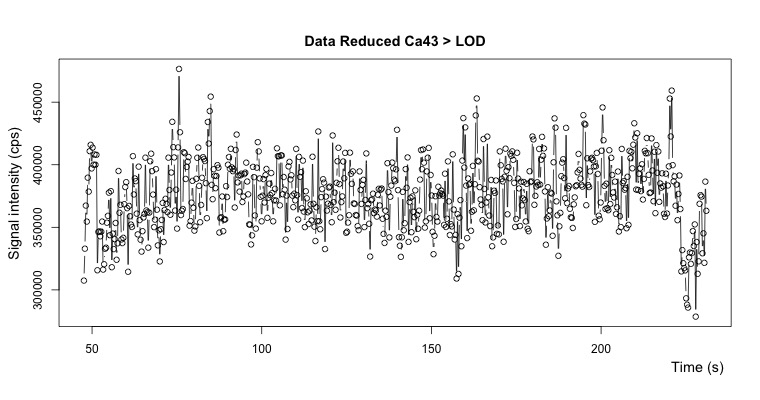 Data Reduced Ca43 > LOD
Signal intensity (cps)
450000
400000
350000
300000
50 100 150 200
Time (s)